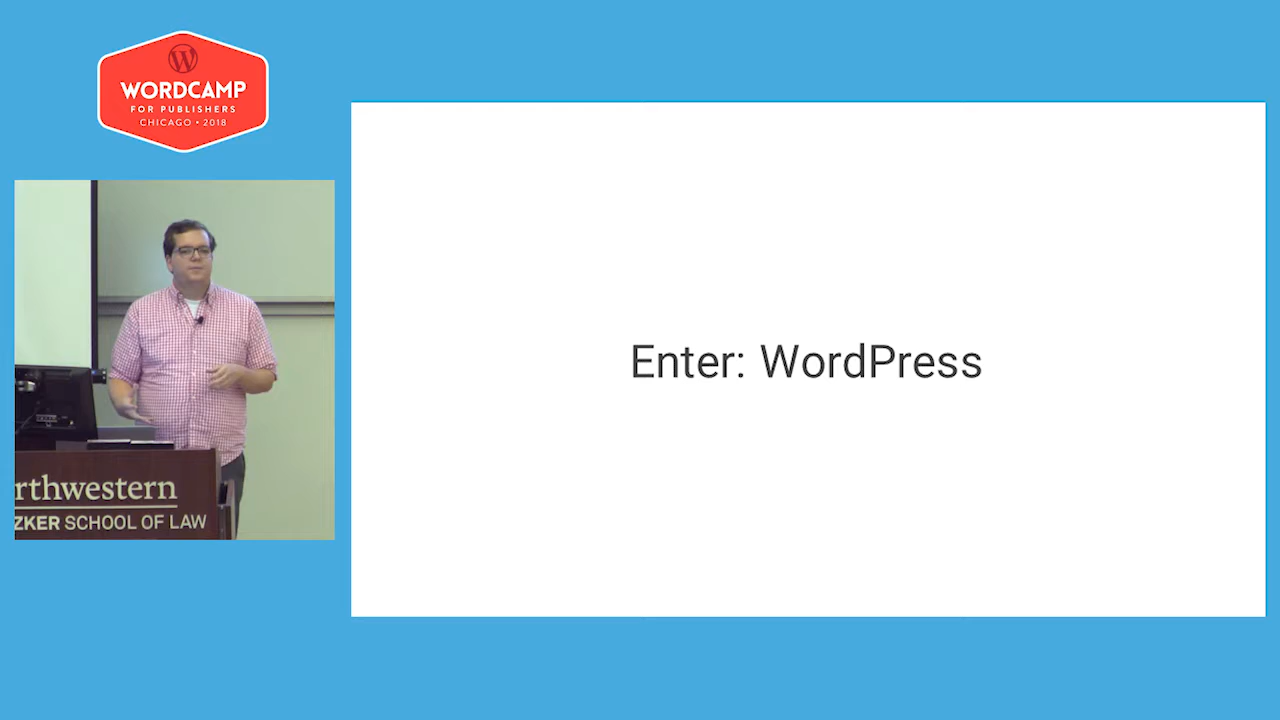 WORDCAMP
FOR PUBLISHERS
CHICAGO • 2018
Enter: WordPress
rthwestern
ZKER SCHOOL OF LAW